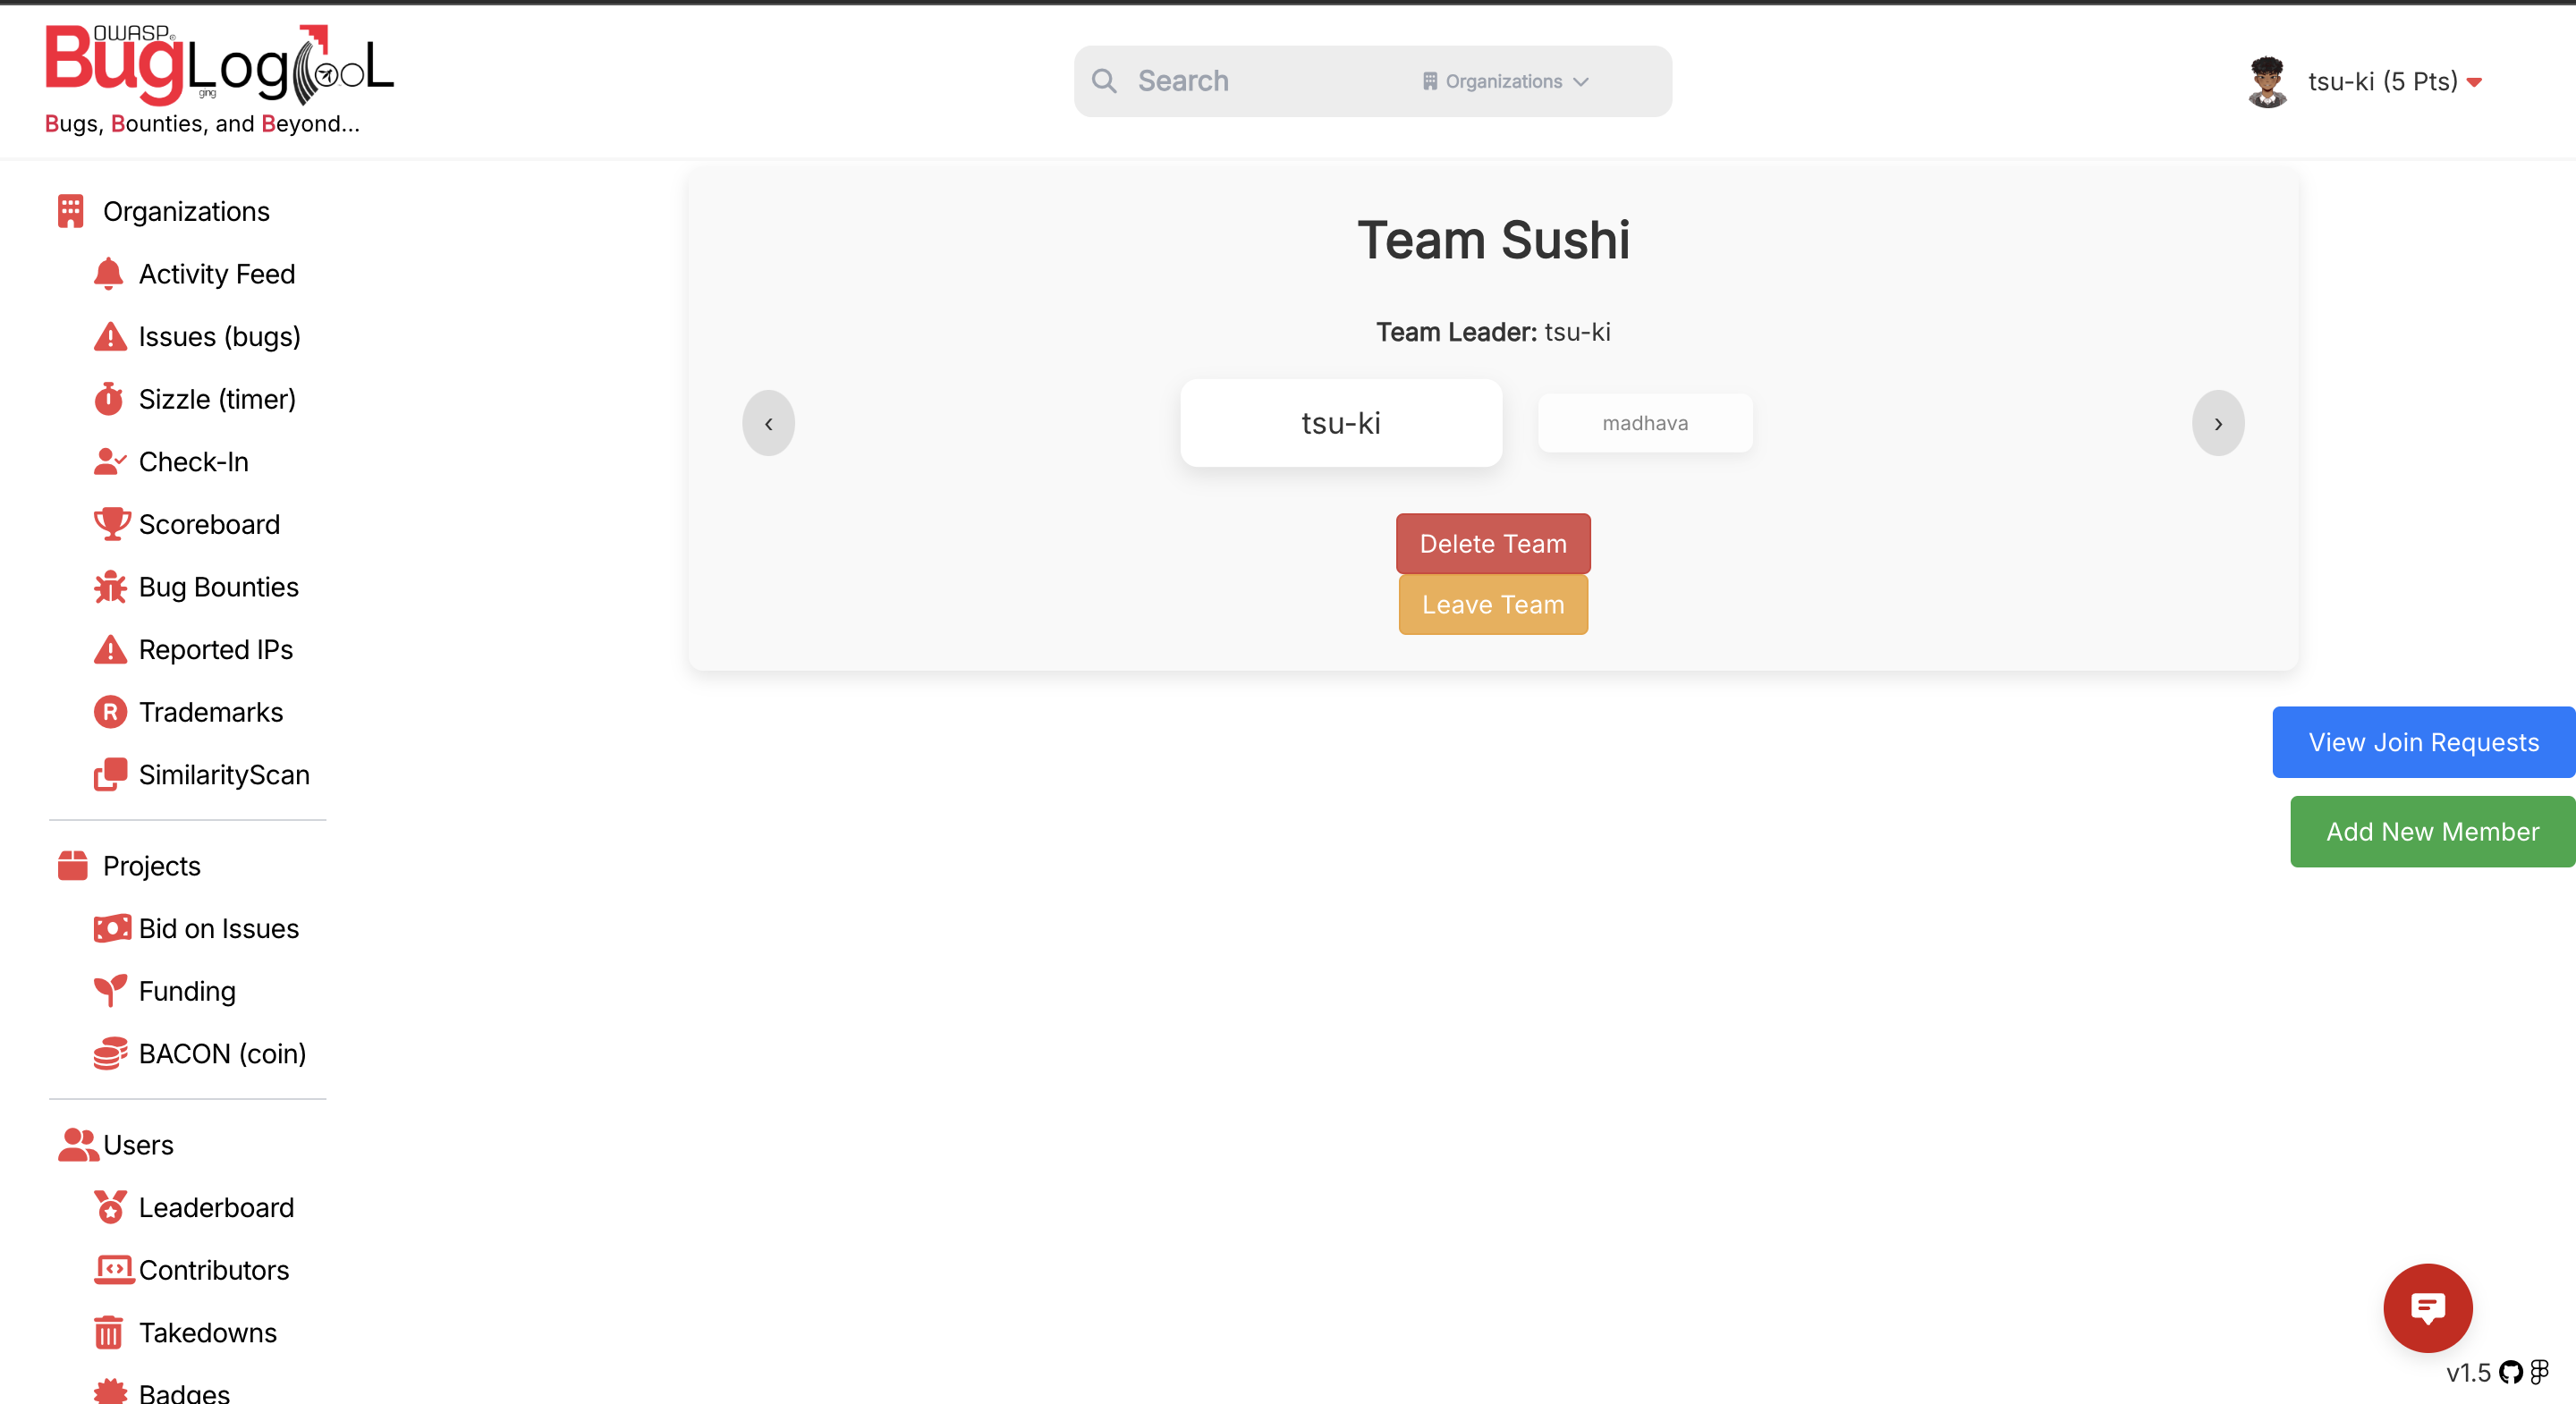 OWASP®
BugLogging TooL
Bugs, Bounties, and Beyond...
Search
Organizations
tsu-ki (5 Pts)
Organizations
Activity Feed
Issues (bugs)
Sizzle (timer)
Check-In
Scoreboard
Bug Bounties
Reported IPs
Trademarks
SimilarityScan
Projects
Bid on Issues
Funding
BACON (coin)
Users
Leaderboard
Contributors
Takedowns
Badges
Team Sushi
Team Leader: tsu-ki
‹
tsu-ki
madhava
›
Delete Team
Leave Team
View Join Requests
Add New Member
v1.5